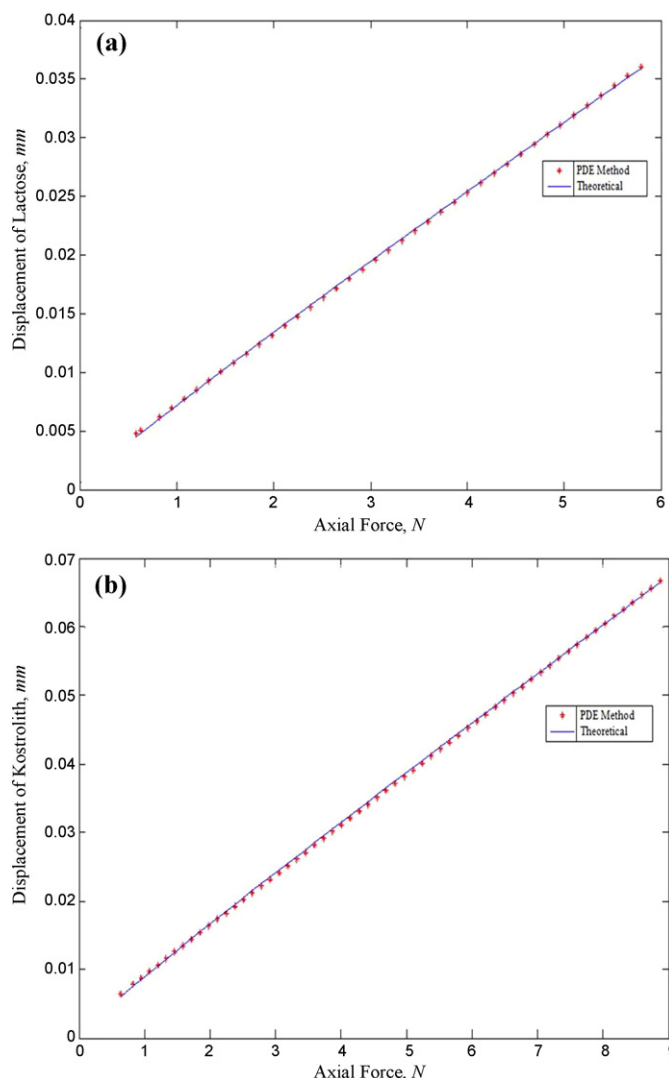 (a)
Displacement of Lactose, mm
0.04
0.035
0.03
0.025
0.02
0.015
0.01
0.005
0
PDE Method
Theoretical
0 1 2 3 4 5 6
Axial Force, N
(b)
Displacement of Kostrolith, mm
0.07
0.06
0.05
0.04
0.03
0.02
0.01
0
PDE Method
Theoretical
0 1 2 3 4 5 6 7 8 9
Axial Force, N